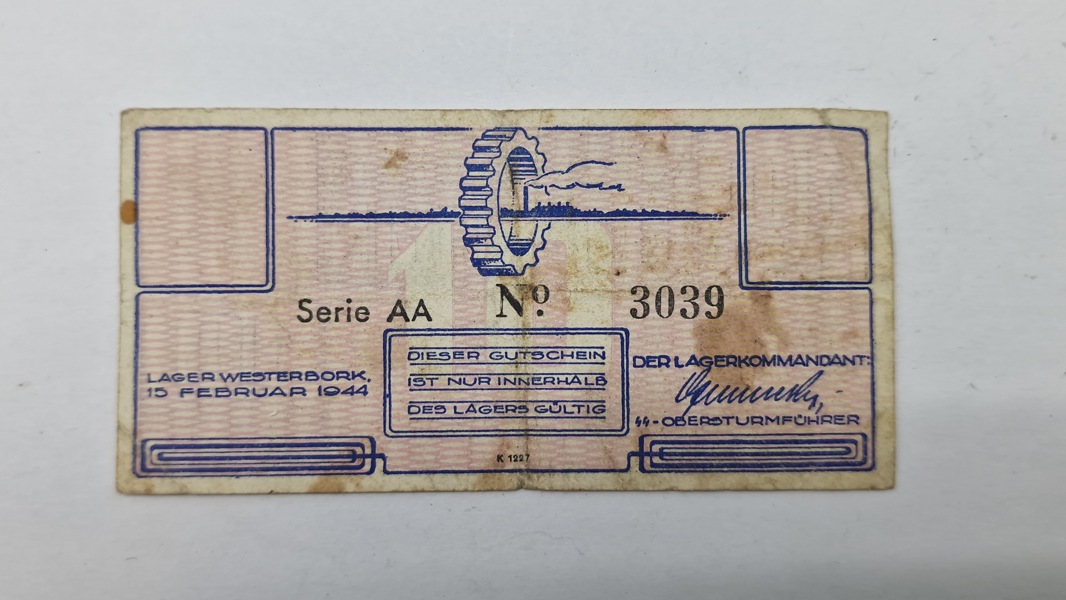 10
Serie AA No. 3039
DIESER GUTSCHEIN
IST NUR INNERHALB
DES LAGERS GÜLTIG
LAGER WESTERBORK,
15 FEBRUAR 1944
DER LAGERKOMMANDANT:
SS-OBERSTURMFÜHRER
K 1227